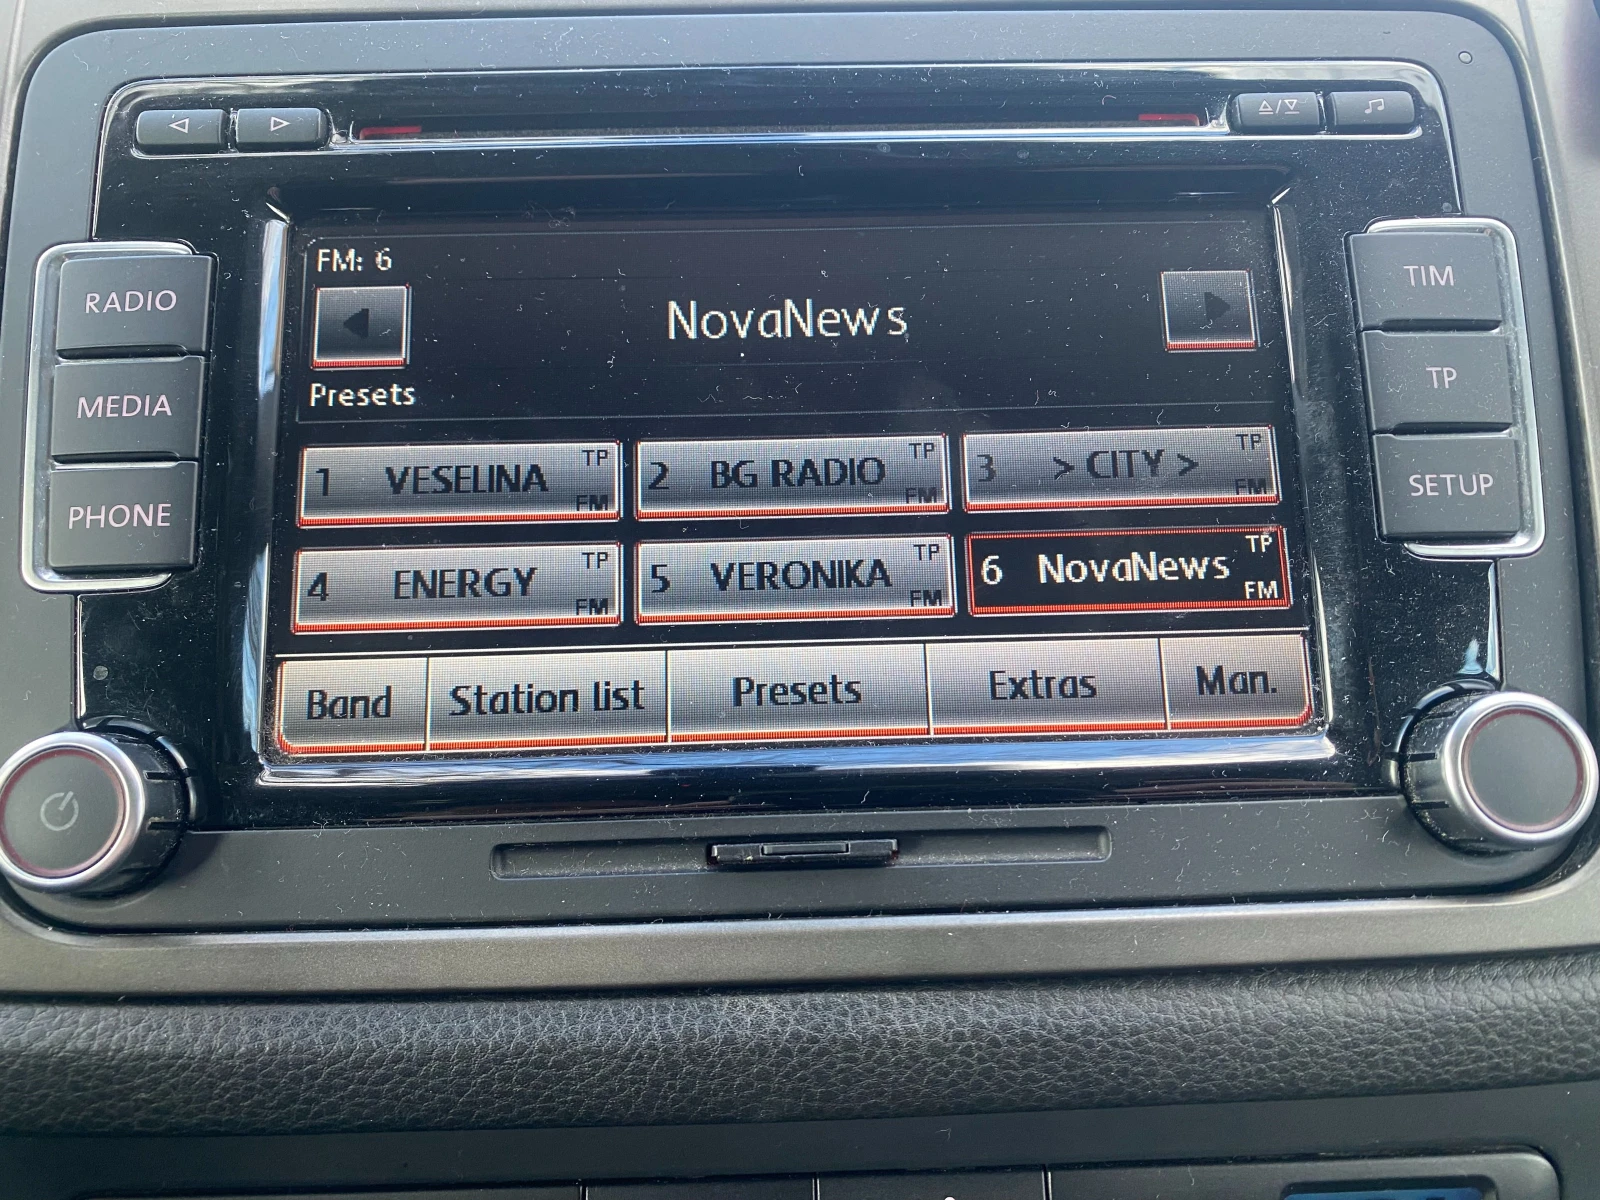 RADIO
MEDIA
PHONE
FM: 6
NovaNews
Presets
1 VESELINA TP FM
2 BG RADIO TP FM
3 > CITY > TP FM
4 ENERGY TP FM
5 VERONIKA TP FM
6 NovaNews TP FM
Band Station list Presets Extras Man.
TIM
TP
SETUP